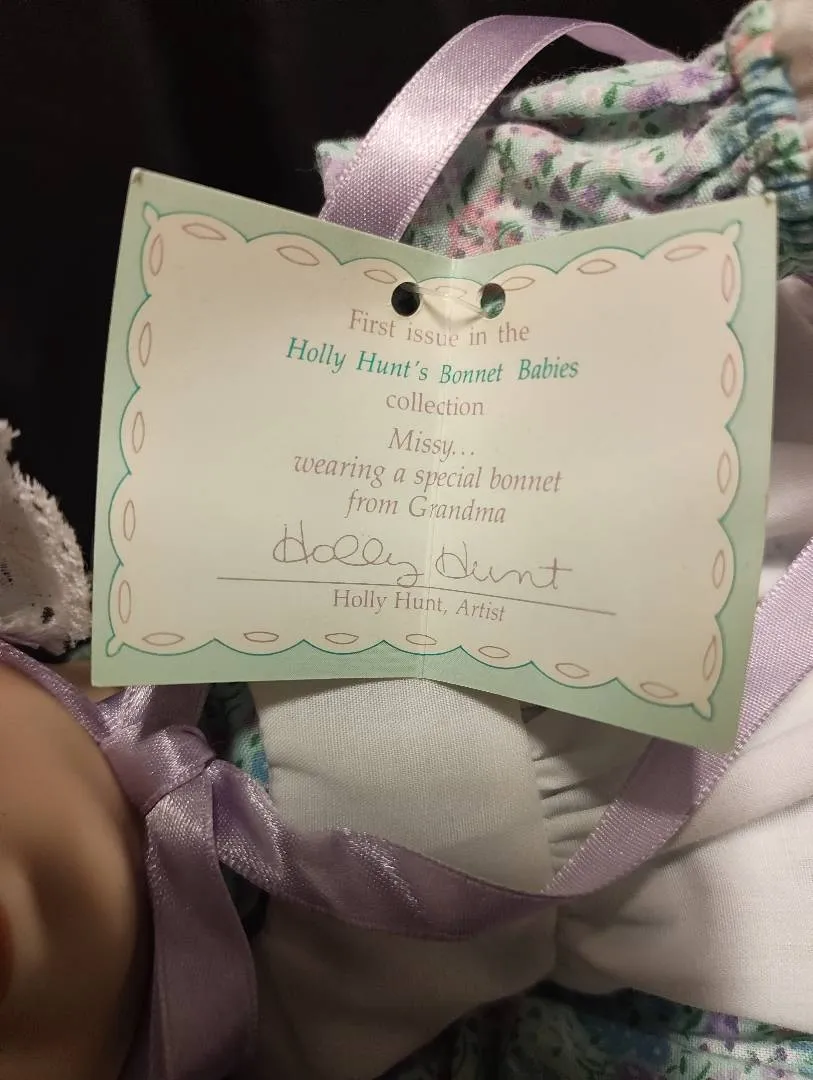 First issue in the
Holly Hunt's Bonnet Babies
collection
Missy...
wearing a special bonnet
from Grandma
Holly Hunt
Holly Hunt, Artist